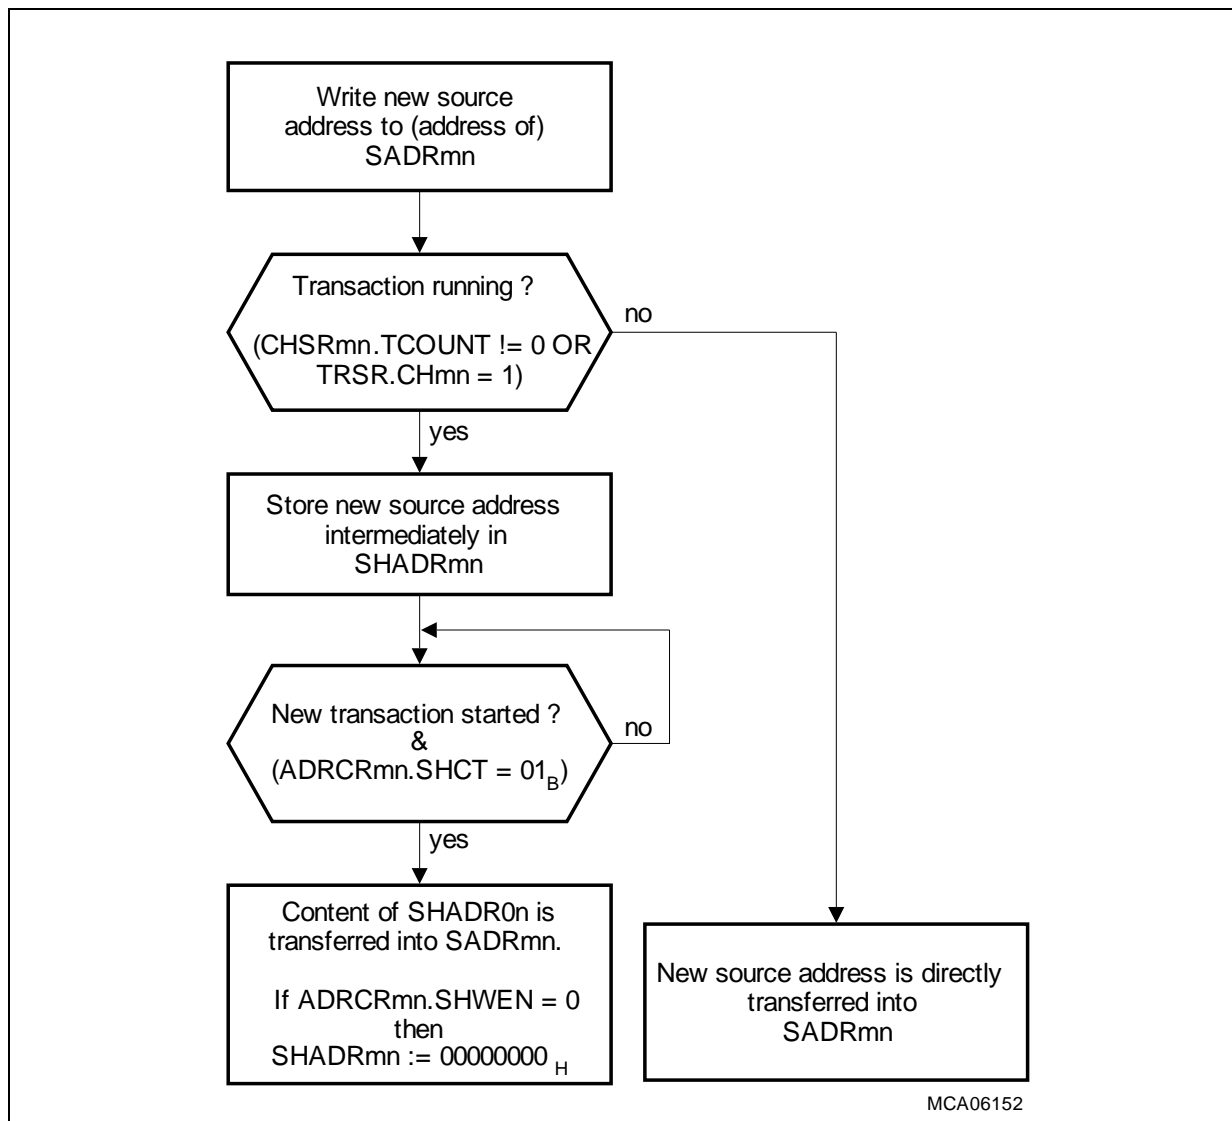 Write new source
address to (address of)
SADRmn
Transaction running ?
(CHSRmn.TCOUNT != 0 OR
TRSR.CHmn = 1)
no
yes
Store new source address
intermediately in
SHADRmn
New transaction started ?
&
(ADRCRmn.SHCT = 01B)
no
yes
Content of SHADR0n is
transferred into SADRmn.
If ADRCRmn.SHWEN = 0
then
SHADRmn := 00000000 H
New source address is directly
transferred into
SADRmn
MCA06152